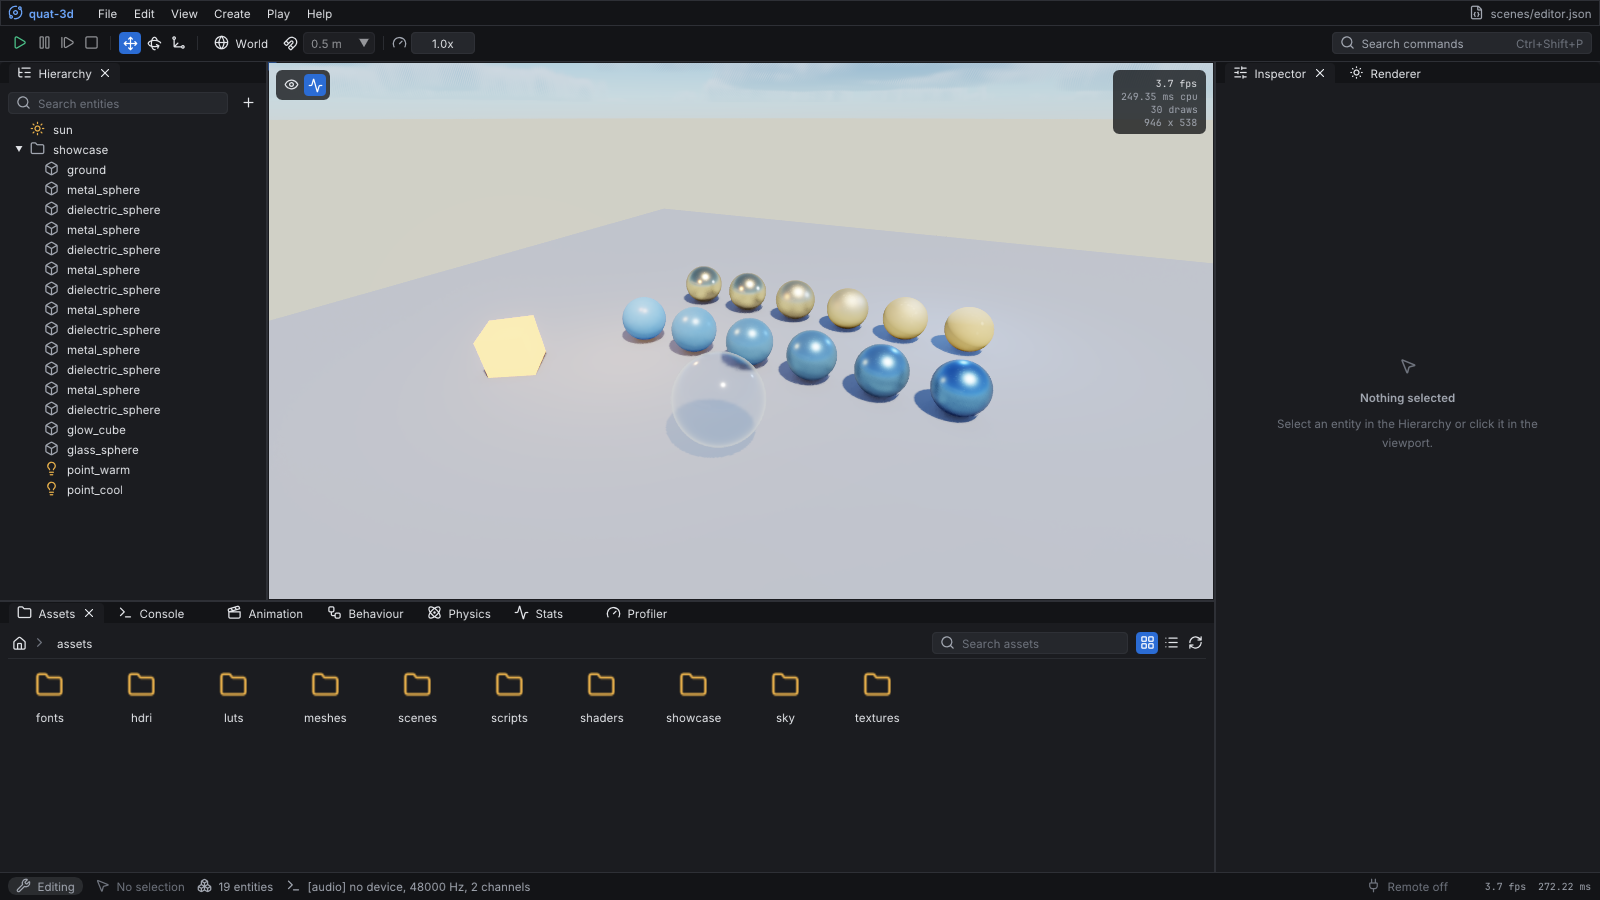 quat-3d File Edit View Create Play Help scenes/editor.json
World 0.5 m 1.0x Search commands Ctrl+Shift+P
Hierarchy
Search entities
sun
showcase
ground
metal_sphere
dielectric_sphere
metal_sphere
dielectric_sphere
metal_sphere
dielectric_sphere
metal_sphere
dielectric_sphere
metal_sphere
dielectric_sphere
metal_sphere
dielectric_sphere
glow_cube
glass_sphere
point_warm
point_cool
3.7 fps
249.35 ms cpu
30 draws
946 x 538
Inspector Renderer
Nothing selected
Select an entity in the Hierarchy or click it in the
viewport.
Assets Console Animation Behaviour Physics Stats Profiler
assets Search assets
fonts hdri luts meshes scenes scripts shaders showcase sky textures
Editing No selection 19 entities [audio] no device, 48000 Hz, 2 channels Remote off 3.7 fps 272.22 ms